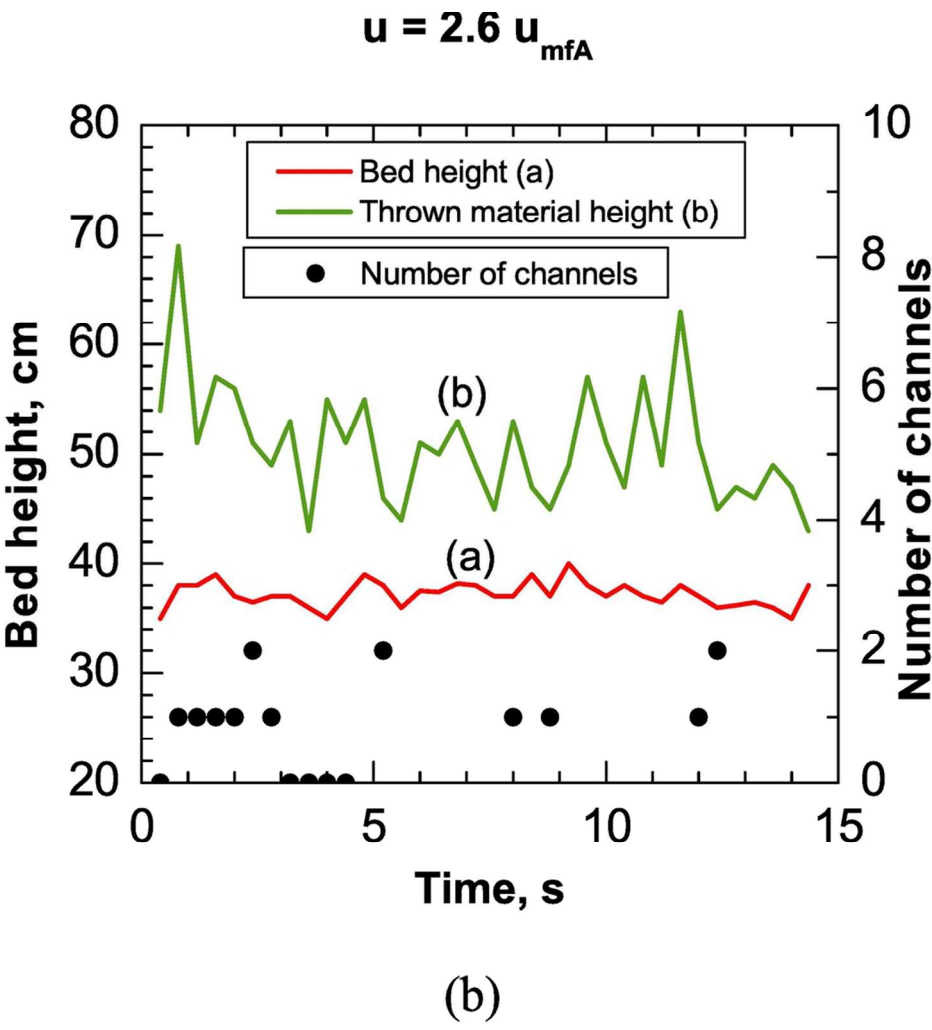 u = 2.6 u_mfA
80
70
60
50
40
30
20
Bed height, cm
Bed height (a)
Thrown material height (b)
Number of channels
(b)
(a)
10
8
6
4
2
0
Number of channels
0
5
10
15
Time, s
(b)